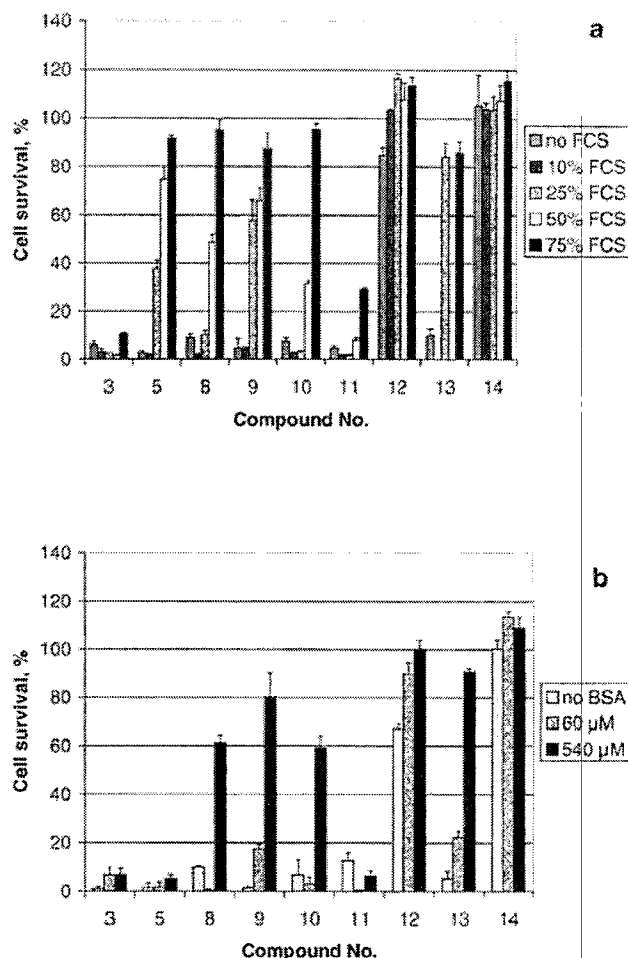 a
140
120
100
80
60
40
20
0
Cell survival, %
3 5 8 9 10 11 12 13 14
Compound No.
no FCS
10% FCS
25% FCS
50% FCS
75% FCS
b
140
120
100
80
60
40
20
0
Cell survival, %
3 5 8 9 10 11 12 13 14
Compound No.
no BSA
60 µM
540 µM